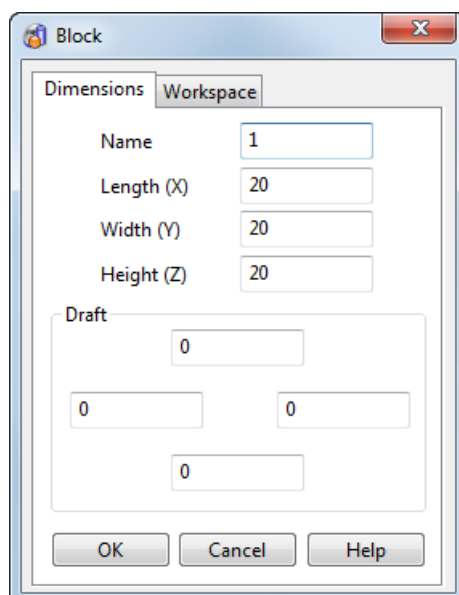 Block
Dimensions Workspace
Name 1
Length (X) 20
Width (Y) 20
Height (Z) 20
Draft
0
0 0
0
OK Cancel Help